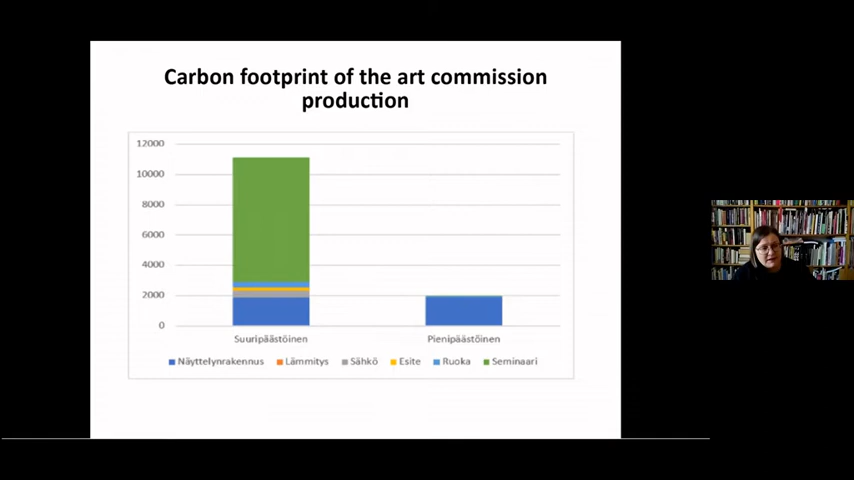 Carbon footprint of the art commission
production
12000
10000
8000
6000
4000
2000
0
Suuripäästöinen Pienipäästöinen
Näyttelynrakennus Lämmitys Sähkö Esite Ruoka Seminaari